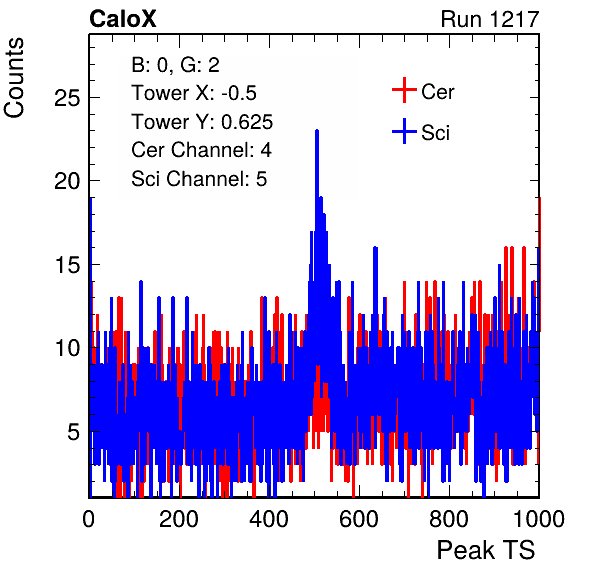 CaloX Run 1217
Counts
B: 0, G: 2
Tower X: -0.5
Tower Y: 0.625
Cer Channel: 4
Sci Channel: 5
Cer
Sci
25
20
15
10
5
0 200 400 600 800 1000
Peak TS